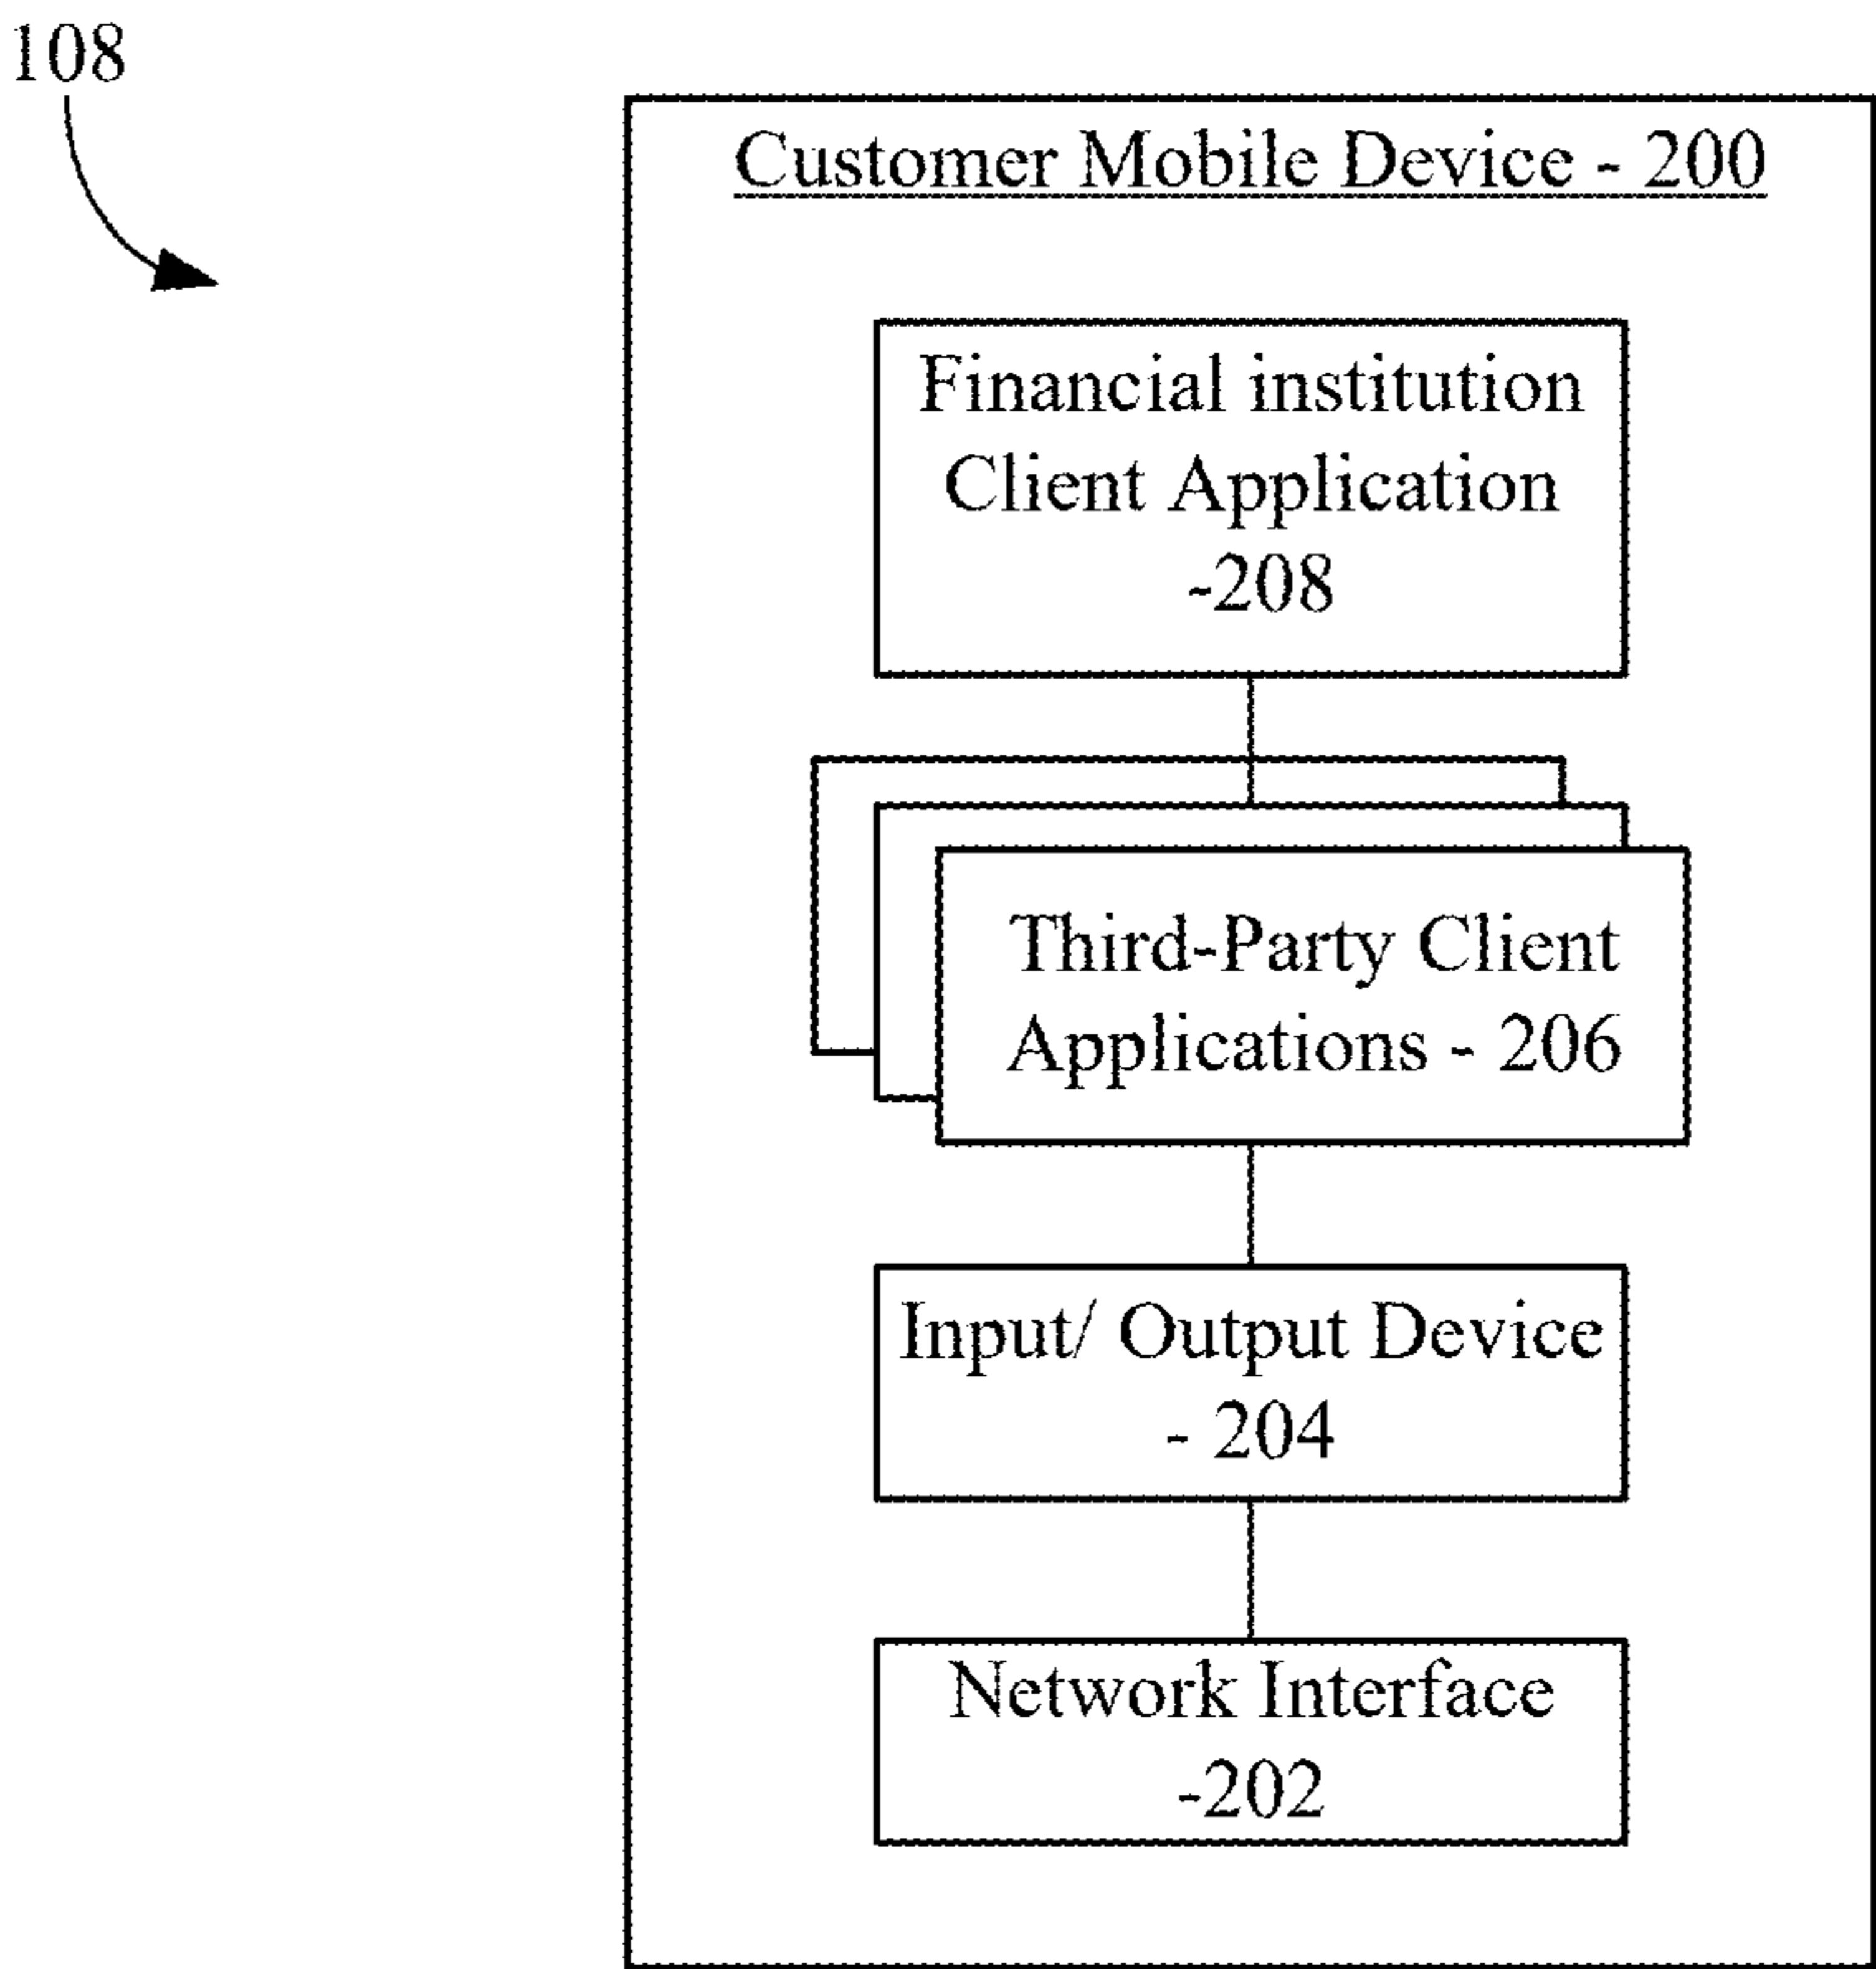 108
Customer Mobile Device - 200
Financial institution
Client Application
-208
Third-Party Client
Applications - 206
Input/ Output Device
- 204
Network Interface
-202